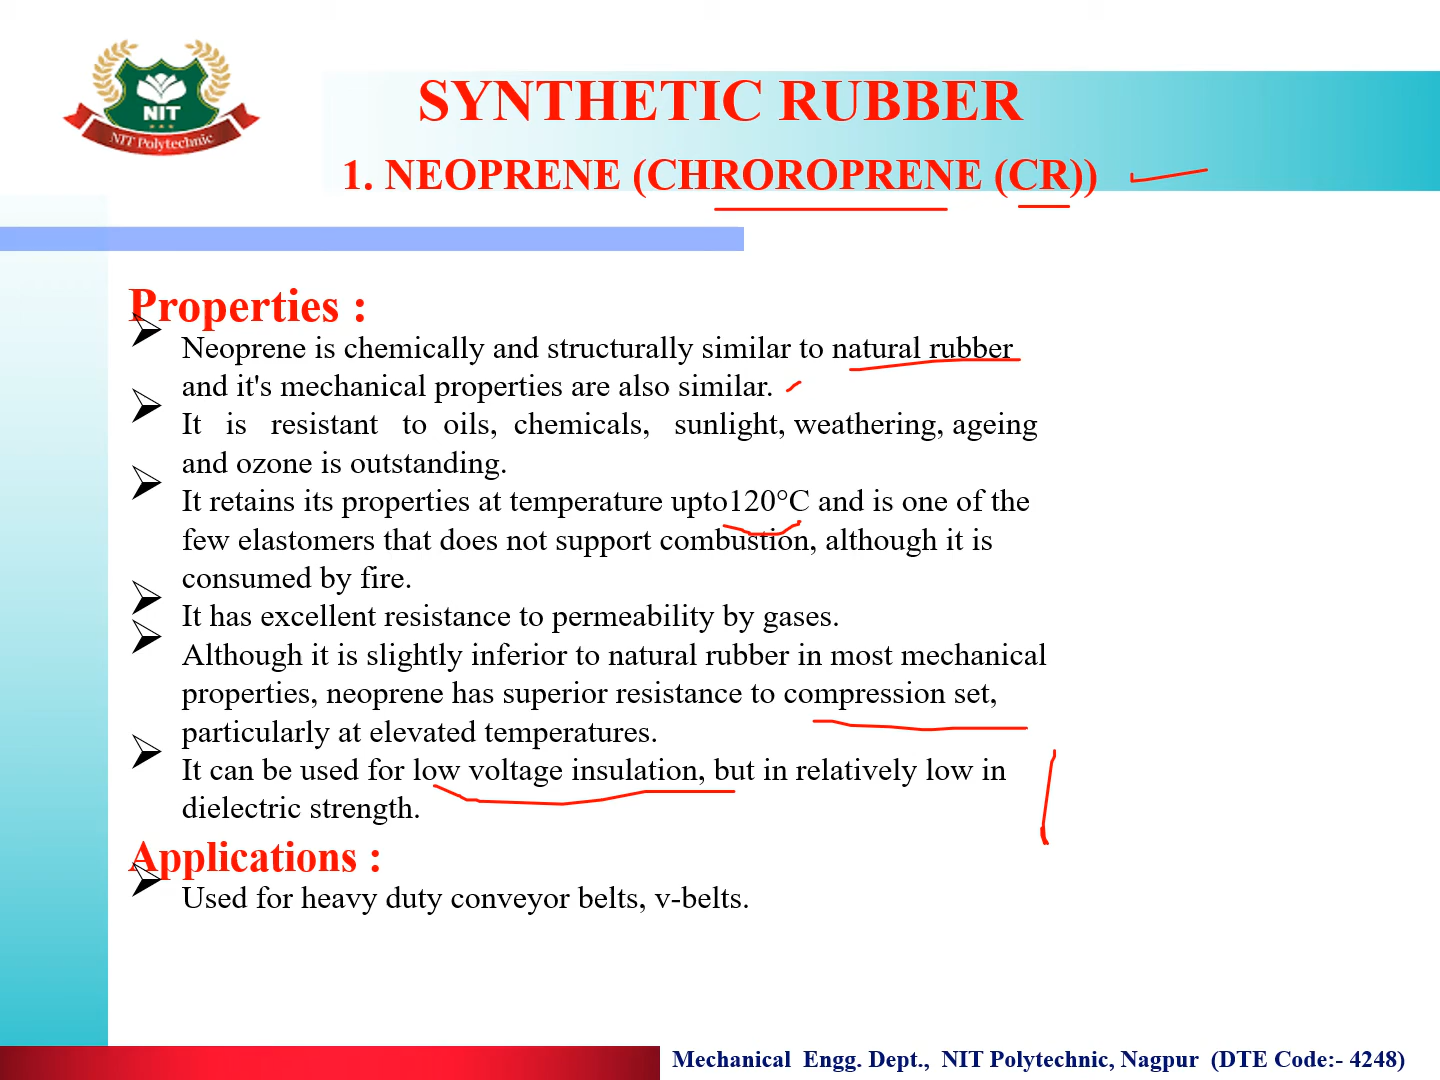 NIT
NIT Polytechnic
SYNTHETIC RUBBER
1. NEOPRENE (CHROROPRENE (CR))
Properties :
Neoprene is chemically and structurally similar to natural rubber
and it's mechanical properties are also similar.
It is resistant to oils, chemicals, sunlight, weathering, ageing
and ozone is outstanding.
It retains its properties at temperature upto120°C and is one of the
few elastomers that does not support combustion, although it is
consumed by fire.
It has excellent resistance to permeability by gases.
Although it is slightly inferior to natural rubber in most mechanical
properties, neoprene has superior resistance to compression set,
particularly at elevated temperatures.
It can be used for low voltage insulation, but in relatively low in
dielectric strength.
Applications :
Used for heavy duty conveyor belts, v-belts.
Mechanical Engg. Dept., NIT Polytechnic, Nagpur (DTE Code:- 4248)